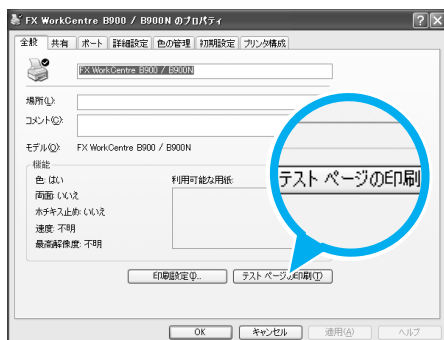 FX WorkCentre B900 / B900N のプロパティ
全般 共有 ポート 詳細設定 色の管理 初期設定 プリンタ構成
FX WorkCentre B900 / B900N
場所(L):
コメント(C):
モデル(O): FX WorkCentre B900 / B900N
機能
色: はい 利用可能な用紙:
両面: いいえ
ホチキス止め: いいえ
速度: 不明
最高解像度: 不明
テスト ページの印刷
印刷設定(I)... テスト ページの印刷(T)
OK キャンセル 適用(A) ヘルプ